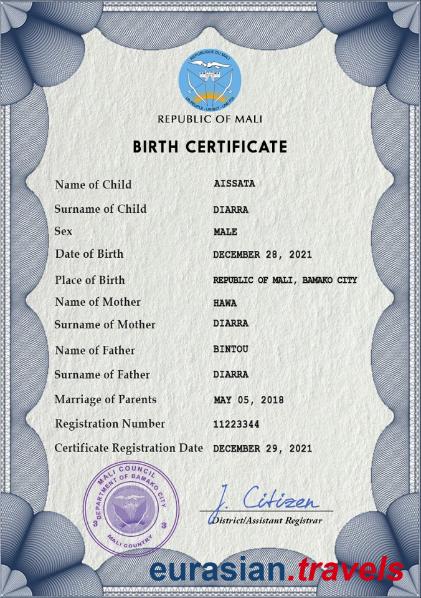 REPUBLIC OF MALI
BIRTH CERTIFICATE
Name of Child AISSATA
Surname of Child DIARRA
Sex MALE
Date of Birth DECEMBER 28, 2021
Place of Birth REPUBLIC OF MALI, BAMAKO CITY
Name of Mother HAWA
Surname of Mother DIARRA
Name of Father BINTOU
Surname of Father DIARRA
Marriage of Parents MAY 05, 2018
Registration Number 11223344
Certificate Registration Date DECEMBER 29, 2021
MALI COUNCIL
DEPARTMENT OF BAMAKO CITY
MALI COUNTRY
J. Citizen
District/Assistant Registrar
eurasian.travels